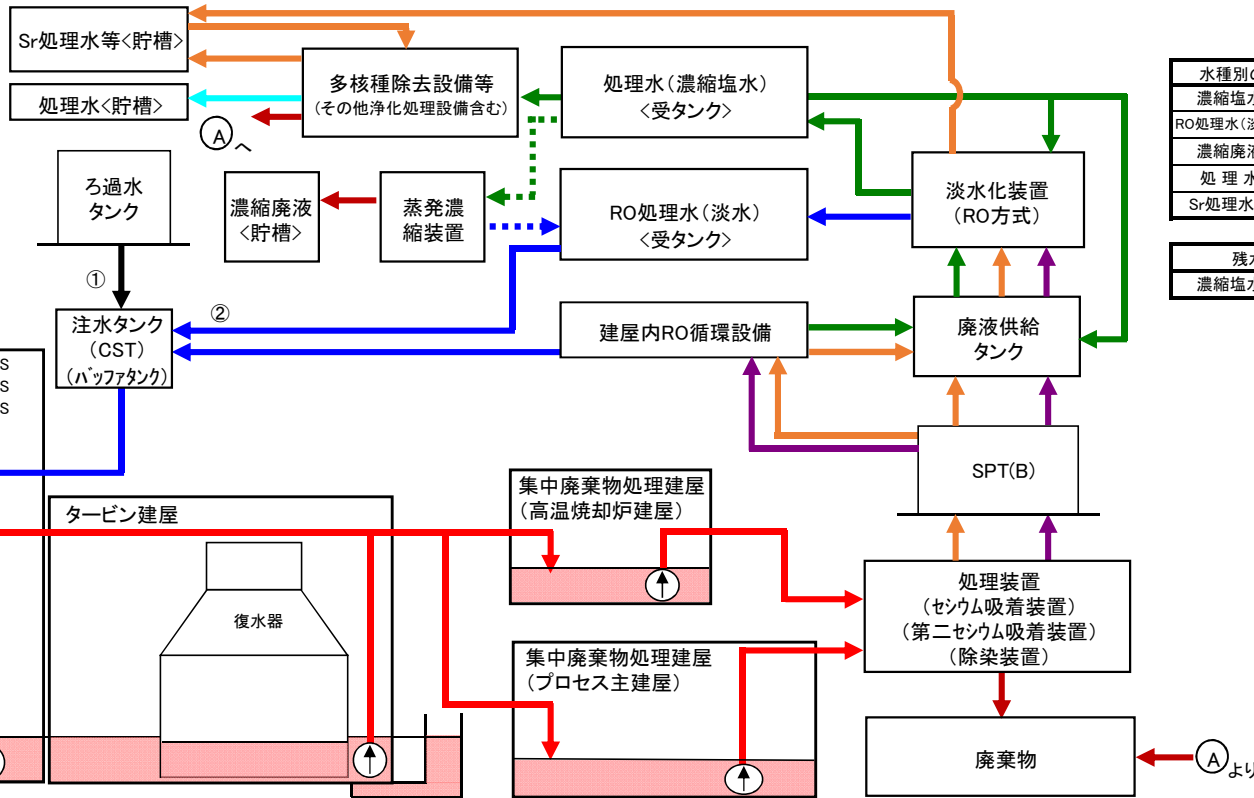 Sr処理水等<貯槽>
処理水<貯槽>
多核種除去設備等
(その他浄化処理設備含む)
Aへ
処理水(濃縮塩水)
<受タンク>
水種別の
濃縮塩水
RO処理水(淡
濃縮廃液
処 理 水
Sr処理水
残水
濃縮塩水
ろ過水
タンク
濃縮廃液
<貯槽>
蒸発濃
縮装置
RO処理水(淡水)
<受タンク>
淡水化装置
(RO方式)
①
②
注水タンク
(CST)
(バッファタンク)
建屋内RO循環設備
廃液供給
タンク
S
S
S
SPT(B)
タービン建屋
復水器
集中廃棄物処理建屋
(高温焼却炉建屋)
処理装置
(セシウム吸着装置)
(第二セシウム吸着装置)
(除染装置)
集中廃棄物処理建屋
(プロセス主建屋)
廃棄物
Aより